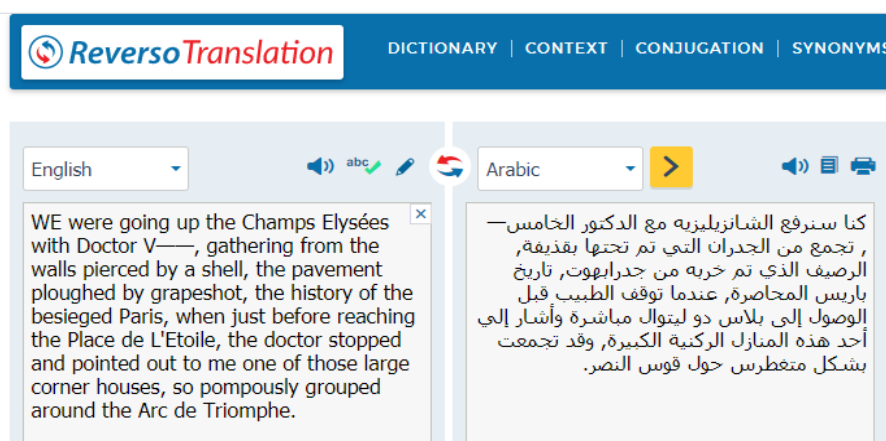 ReversoTranslation
DICTIONARY | CONTEXT | CONJUGATION | SYNONYMS
English
abc
Arabic
WE were going up the Champs Elysées
with Doctor V——, gathering from the
walls pierced by a shell, the pavement
ploughed by grapeshot, the history of the
besieged Paris, when just before reaching
the Place de L'Etoile, the doctor stopped
and pointed out to me one of those large
corner houses, so pompously grouped
around the Arc de Triomphe.
كنا سنرفع الشانزيليزيه مع الدكتور الخامس—
, تجمع من الجدران التي تم تحتها بقذيفة,
الرصيف الذي تم خربه من جدرابهوت, تاريخ
باريس المحاصرة, عندما توقف الطبيب قبل
الوصول إلى بلاس دو ليتوال مباشرة وأشار إلي
أحد هذه المنازل الركنية الكبيرة, وقد تجمعت
بشكل متغطرس حول قوس النصر.